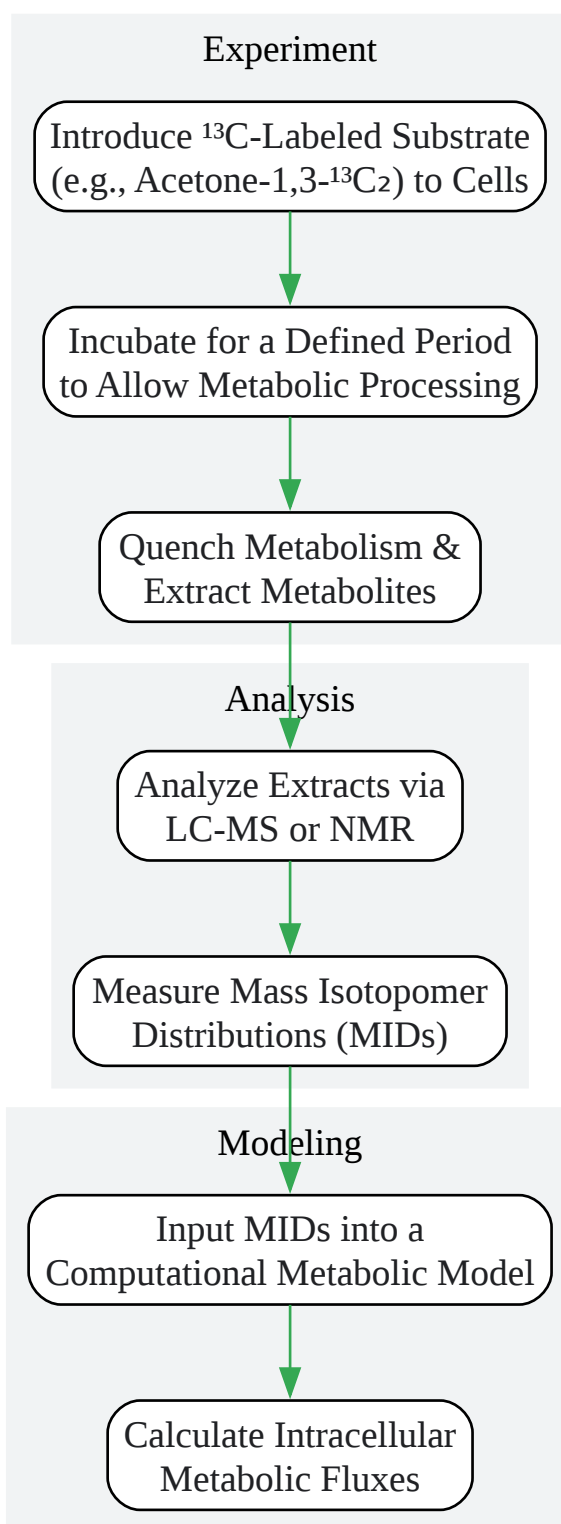 Experiment
Introduce ¹³C-Labeled Substrate
(e.g., Acetone-1,3-¹³C₂) to Cells
Incubate for a Defined Period
to Allow Metabolic Processing
Quench Metabolism &
Extract Metabolites
Analysis
Analyze Extracts via
LC-MS or NMR
Measure Mass Isotopomer
Distributions (MIDs)
Modeling
Input MIDs into a
Computational Metabolic Model
Calculate Intracellular
Metabolic Fluxes